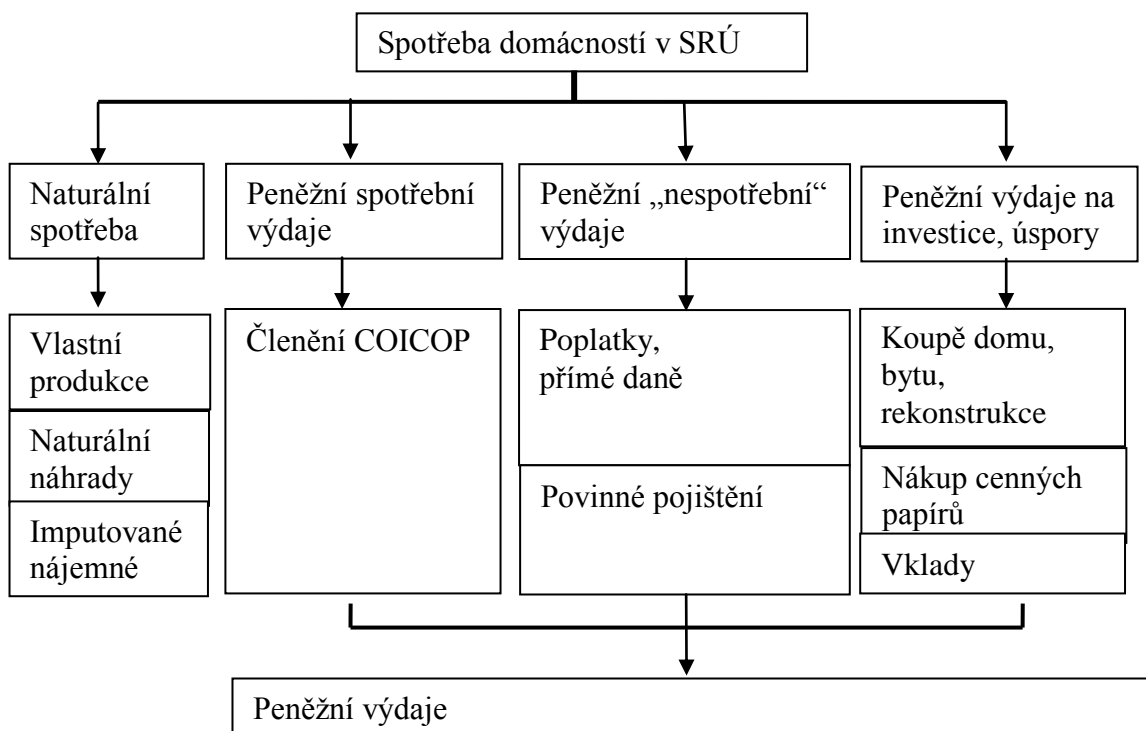 Spotřeba domácností v SRÚ
Naturální
spotřeba
Peněžní spotřební
výdaje
Peněžní „nespotřební“
výdaje
Peněžní výdaje na
investice, úspory
Vlastní
produkce
Naturální
náhrady
Imputované
nájemné
Členění COICOP
Poplatky,
přímé daně
Povinné pojištění
Koupě domu,
bytu,
rekonstrukce
Nákup cenných
papírů
Vklady
Peněžní výdaje